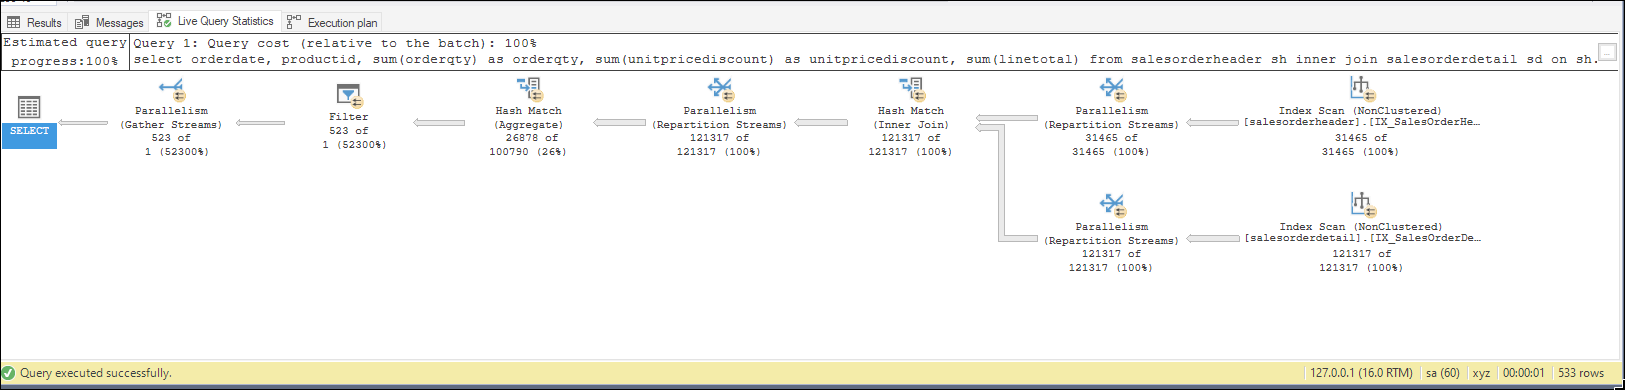 Results
Messages
Live Query Statistics
Execution plan
Estimated query
progress:100%
Query 1: Query cost (relative to the batch): 100%
select orderdate, productid, sum(orderqty) as orderqty, sum(unitpricediscount) as unitpricediscount, sum(linetotal) from salesorderheader sh inner join salesorderdetail sd on sh.
...
SELECT
Parallelism
(Gather Streams)
523 of
1 (52300%)
Filter
523 of
1 (52300%)
Hash Match
(Aggregate)
26878 of
100790 (26%)
Parallelism
(Repartition Streams)
121317 of
121317 (100%)
Hash Match
(Inner Join)
121317 of
121317 (100%)
Parallelism
(Repartition Streams)
31465 of
31465 (100%)
Index Scan (NonClustered)
[salesorderheader].[IX_SalesOrderHe…
31465 of
31465 (100%)
Parallelism
(Repartition Streams)
121317 of
121317 (100%)
Index Scan (NonClustered)
[salesorderdetail].[IX_SalesOrderDe…
121317 of
121317 (100%)
Query executed successfully.
127.0.0.1 (16.0 RTM)
sa (60)
xyz
00:00:01
533 rows